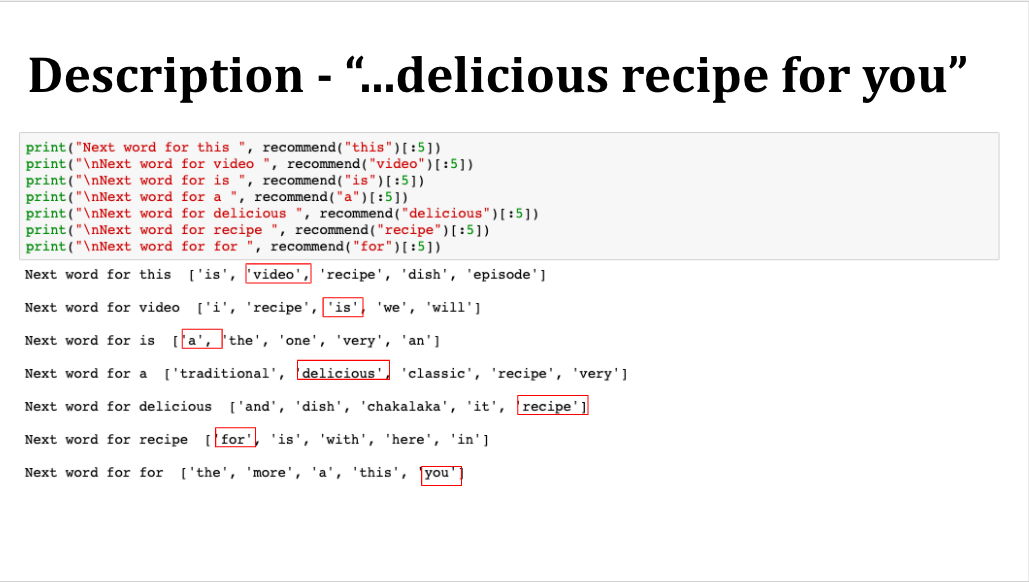 Description - “...delicious recipe for you”
print("Next word for this ", recommend("this")[:5])
print("\nNext word for video ", recommend("video")[:5])
print("\nNext word for is ", recommend("is")[:5])
print("\nNext word for a ", recommend("a")[:5])
print("\nNext word for delicious ", recommend("delicious")[:5])
print("\nNext word for recipe ", recommend("recipe")[:5])
print("\nNext word for for ", recommend("for")[:5])
Next word for this  ['is', 'video', 'recipe', 'dish', 'episode']
Next word for video  ['i', 'recipe', 'is', 'we', 'will']
Next word for is  ['a', 'the', 'one', 'very', 'an']
Next word for a  ['traditional', 'delicious', 'classic', 'recipe', 'very']
Next word for delicious  ['and', 'dish', 'chakalaka', 'it', 'recipe']
Next word for recipe  ['for', 'is', 'with', 'here', 'in']
Next word for for  ['the', 'more', 'a', 'this', 'you']